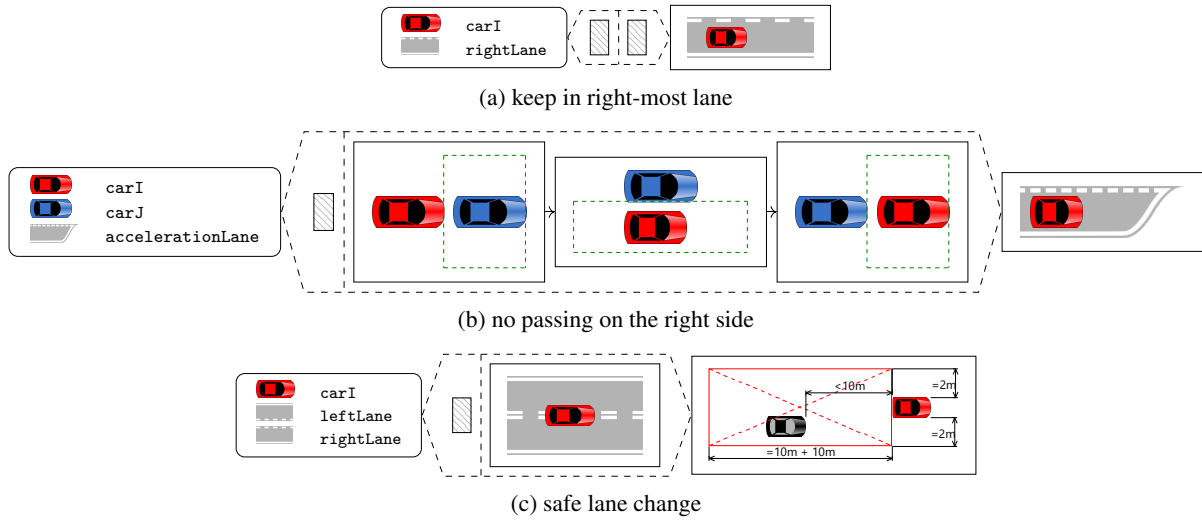 carI
rightLane
(a) keep in right-most lane
carI
carJ
accelerationLane
(b) no passing on the right side
carI
leftLane
rightLane
<10m
=2m
=2m
=10m + 10m
(c) safe lane change